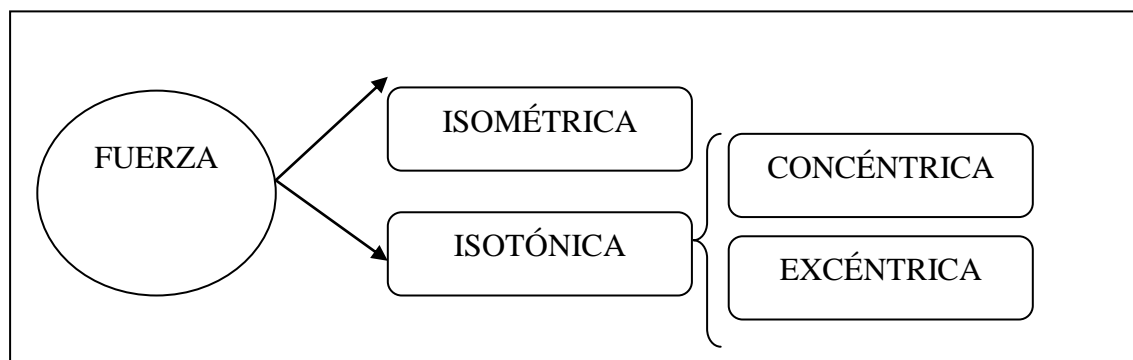 FUERZA
ISOMÉTRICA
ISOTÓNICA
CONCÉNTRICA
EXCÉNTRICA